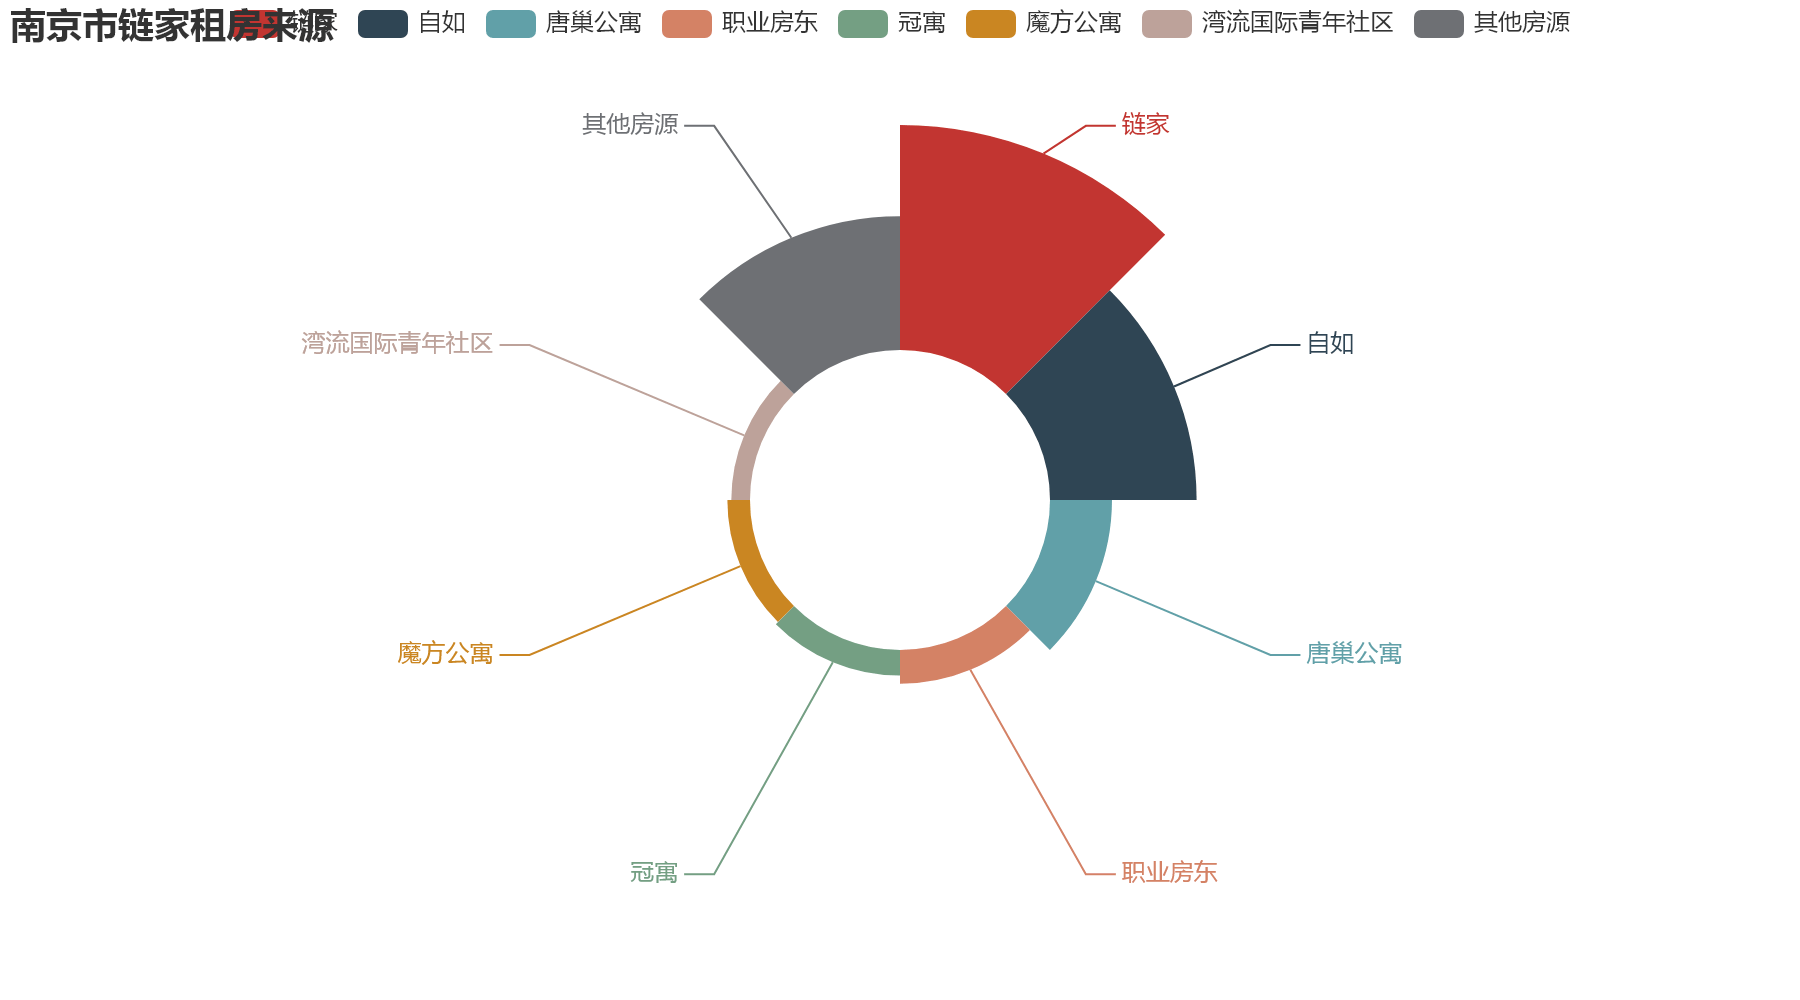 南京市链家租房来源
链家 自如 唐巢公寓 职业房东 冠寓 魔方公寓 湾流国际青年社区 其他房源
其他房源 链家
湾流国际青年社区 自如
魔方公寓 唐巢公寓
冠寓 职业房东